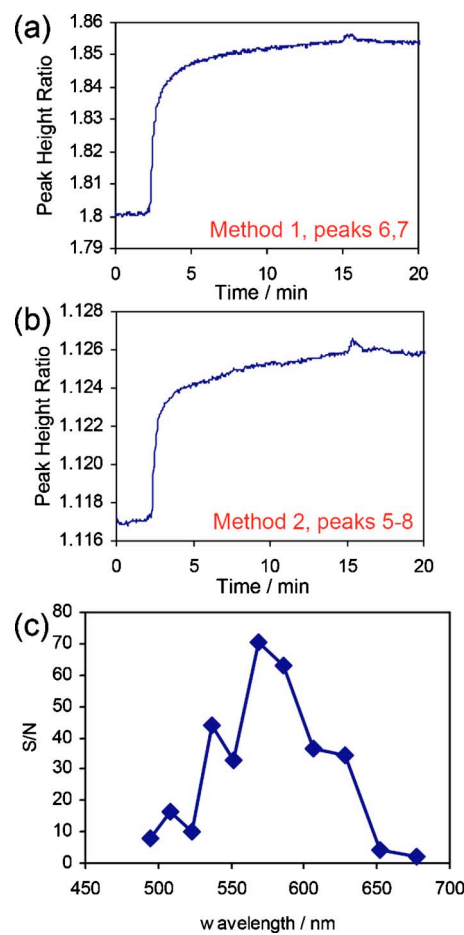 (a)
Peak Height Ratio
1.86
1.85
1.84
1.83
1.82
1.81
1.8
1.79
Method 1, peaks 6,7
0 5 10 15 20
Time / min
(b)
Peak Height Ratio
1.128
1.126
1.124
1.120
1.118
1.116
Method 2, peaks 5-8
0 5 10 15 20
Time / min
(c)
S/N
80
70
60
50
40
30
20
10
0
450 500 550 600 650 700
wavelength / nm